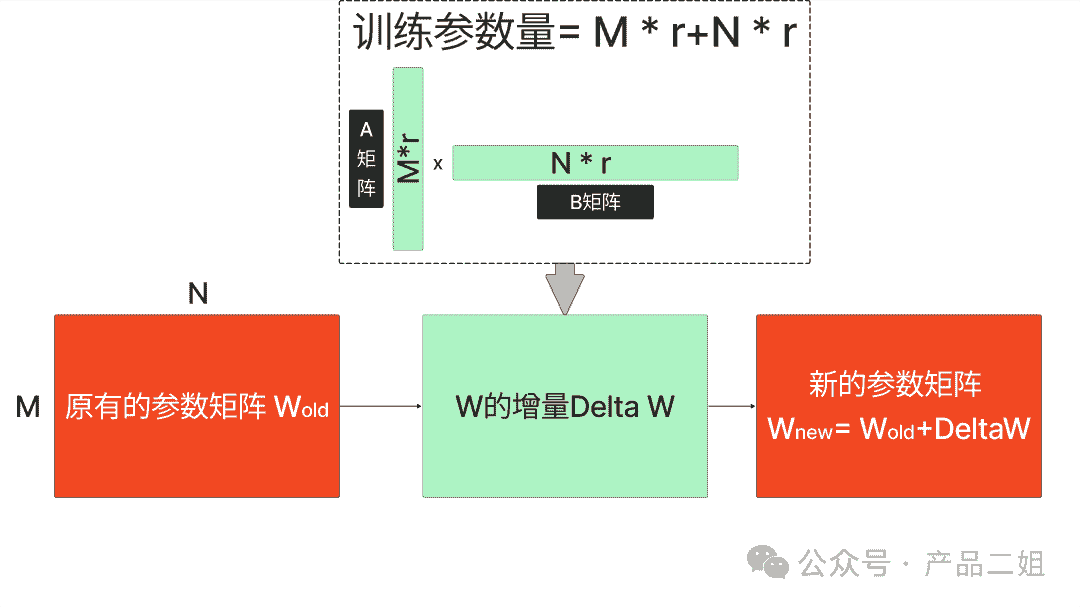 训练参数量= M * r+N * r
A
矩
阵
M*r
x
N * r
B矩阵
N
M
原有的参数矩阵 Wold
W的增量Delta W
新的参数矩阵
Wnew= Wold+DeltaW
公众号 · 产品二姐